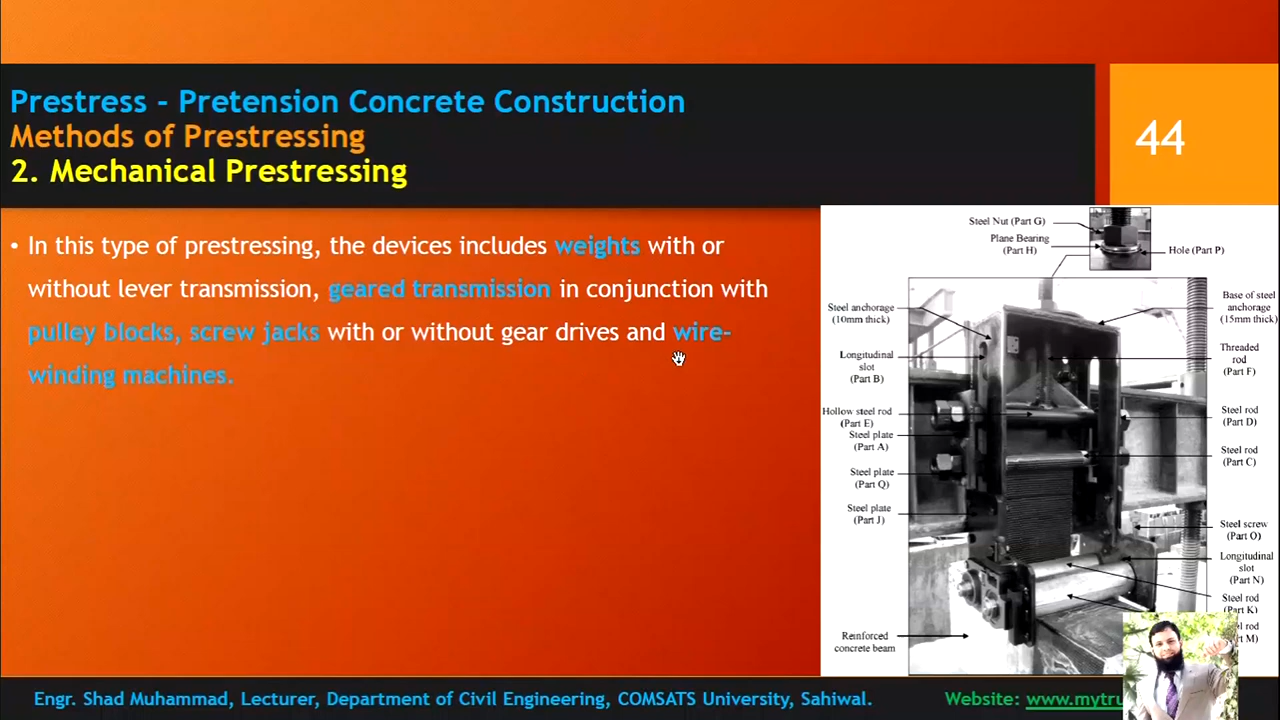 Prestress - Pretension Concrete Construction
Methods of Prestressing
2. Mechanical Prestressing
44
• In this type of prestressing, the devices includes weights with or
without lever transmission, geared transmission in conjunction with
pulley blocks, screw jacks with or without gear drives and wire-
winding machines.
Steel Nut (Part G)
Plane Bearing
(Part H)
Hole (Part P)
Steel anchorage
(10mm thick)
Longitudinal
slot
(Part B)
Hollow steel rod
(Part E)
Steel plate
(Part A)
Steel plate
(Part Q)
Steel plate
(Part J)
Reinforced
concrete beam
Base of steel
anchorage
(15mm thick)
Threaded
rod
(Part F)
Steel rod
(Part D)
Steel rod
(Part C)
Steel screw
(Part O)
Longitudinal
slot
(Part N)
Steel rod
(Part K)
rod
M)
Engr. Shad Muhammad, Lecturer, Department of Civil Engineering, COMSATS University, Sahiwal.
Website: www.mytru